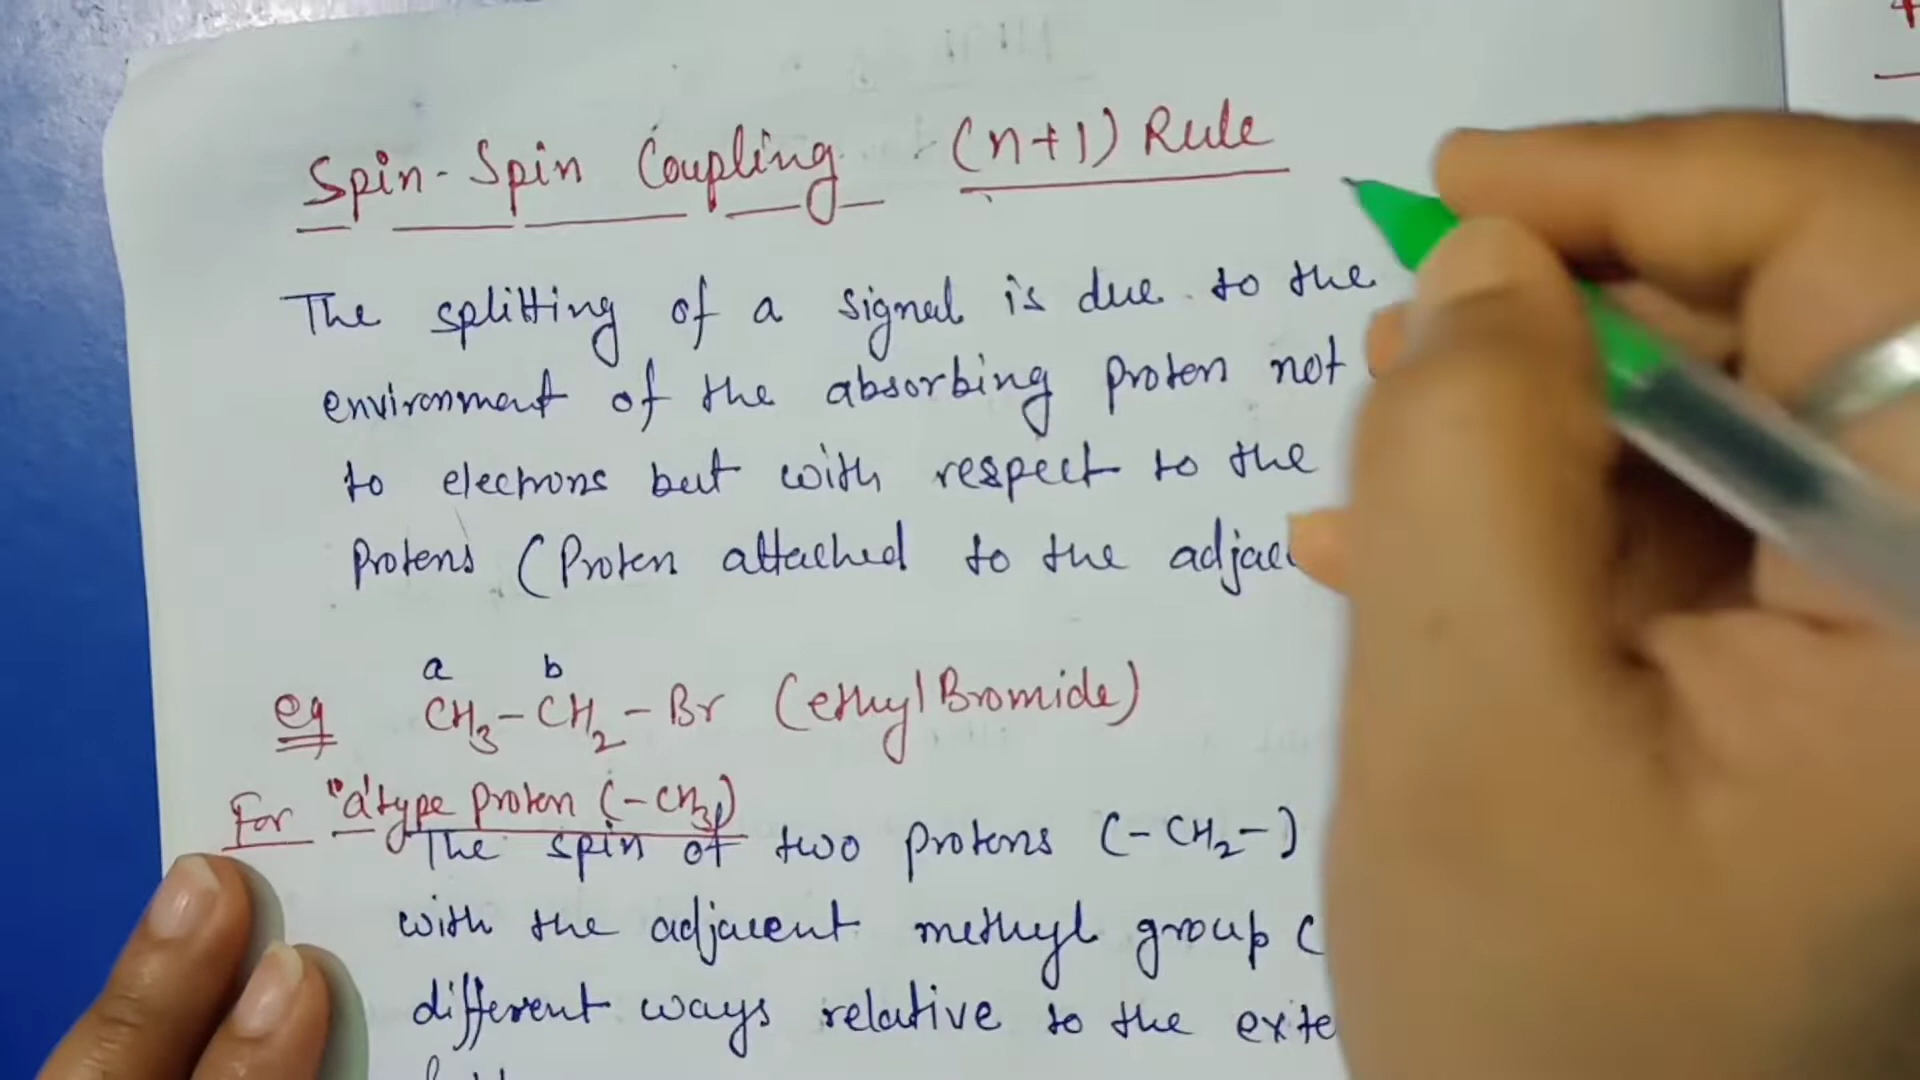 Spin-Spin Coupling (n+1) Rule
The splitting of a signal is due to the
environment of the absorbing proton not
to electrons but with respect to the
Protons (Proton attached to the
a b
eg CH3-CH2-Br (ethyl Bromide)
For "a" type proton (-CH3)
The spin of two protons (-CH2-)
with the adjacent methyl group (
different ways relative to the